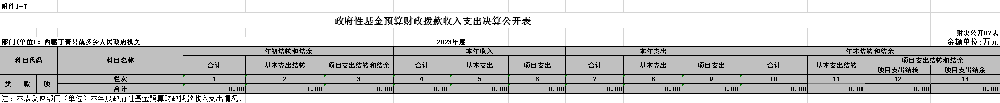 附件1-7
政府性基金预算财政拨款收入支出决算公开表
财决公开07表
部门(单位)：西藏丁青县桑多乡人民政府机关 2023年度 金额单位:万元
科目代码 科目名称 年初结转和结余 本年收入 本年支出 年末结转和结余
合计 基本支出结转 项目支出结转和结余 合计 基本支出 项目支出 合计 基本支出 项目支出 合计 基本支出结转 项目支出结转和结余
项目支出结转 项目支出结余
类 款 项 栏次 1 2 3 4 5 6 7 8 9 10 11 12 13
合计 0.00 0.00 0.00 0.00 0.00 0.00 0.00 0.00 0.00 0.00 0.00 0.00 0.00
注：本表反映部门（单位）本年度政府性基金预算财政拨款收入支出情况。